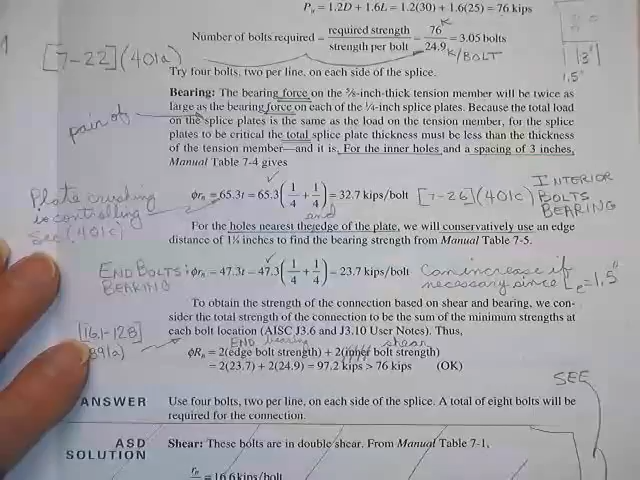 P_u = 1.2D + 1.6L = 1.2(30) + 1.6(25) = 76 kips
Number of bolts required = required strength / strength per bolt = 76 K / 24.9 K/BOLT = 3.05 bolts
3"
1.5"
[7-22] (401a)
Try four bolts, two per line, on each side of the splice.
Bearing: The bearing force on the 5/8-inch-thick tension member will be twice as
large as the bearing force on each of the 1/4-inch splice plates. Because the total load
pair of
on the splice plates is the same as the load on the tension member, for the splice
plates to be critical the total splice plate thickness must be less than the thickness
of the tension member—and it is. For the inner holes and a spacing of 3 inches,
Manual Table 7-4 gives
Plate crushing
is controlling
See (401c)
ϕr_n = 65.3t = 65.3(1/4 + 1/4) = 32.7 kips/bolt
[7-26] (401c)
INTERIOR
BOLTS
BEARING
and
For the holes nearest the edge of the plate, we will conservatively use an edge
distance of 1 1/4 inches to find the bearing strength from Manual Table 7-5.
END BOLTS:
BEARING
ϕr_n = 47.3t = 47.3(1/4 + 1/4) = 23.7 kips/bolt
Can increase if
necessary since L_e = 1.5"
To obtain the strength of the connection based on shear and bearing, we con-
sider the total strength of the connection to be the sum of the minimum strengths at
each bolt location (AISC J3.6 and J3.10 User Notes). Thus,
[16.1-128]
891a)
END bearing shear
ϕR_n = 2(edge bolt strength) + 2(inner bolt strength)
= 2(23.7) + 2(24.9) = 97.2 kips > 76 kips (OK)
SEE
ANSWER Use four bolts, two per line, on each side of the splice. A total of eight bolts will be
required for the connection.
ASD
SOLUTION
Shear: These bolts are in double shear. From Manual Table 7-1,
r_n = 16.6 kips/bolt